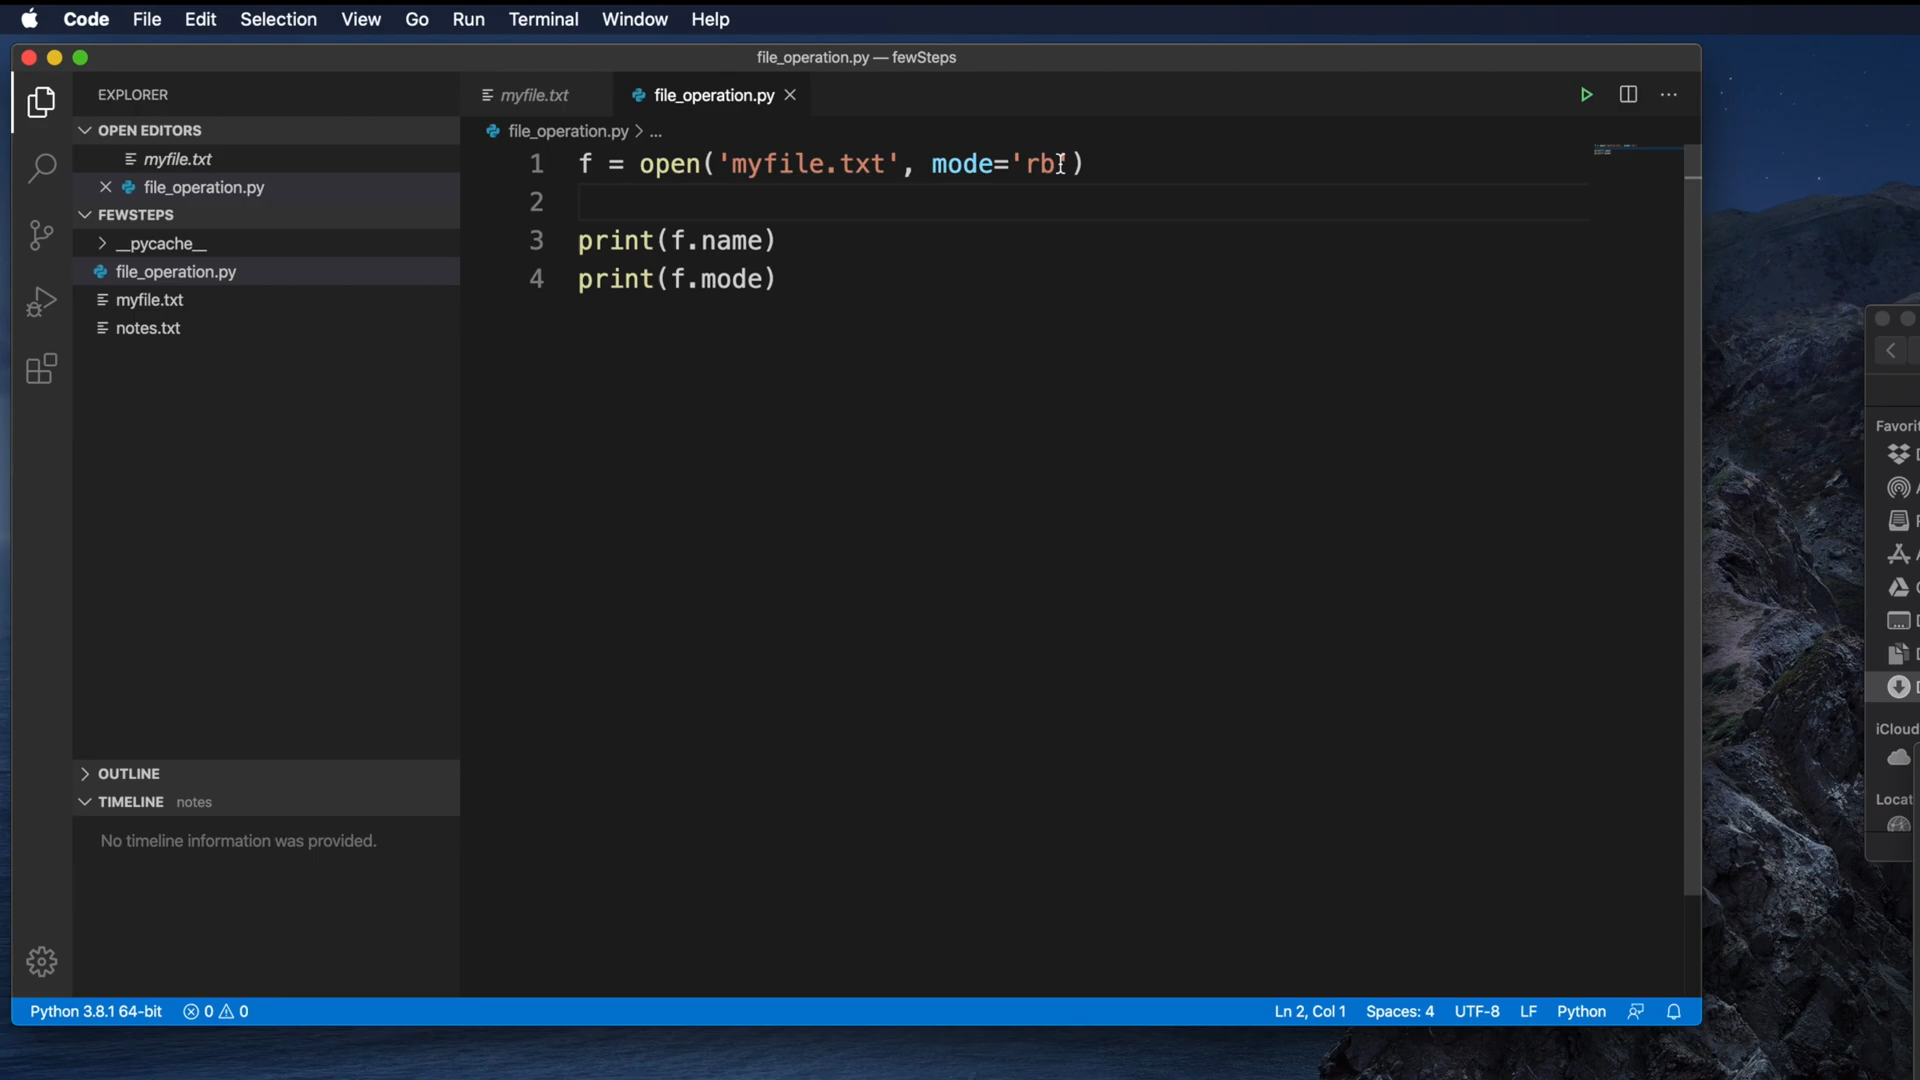 Code File Edit Selection View Go Run Terminal Window Help
file_operation.py — fewSteps
EXPLORER
myfile.txt
file_operation.py
OPEN EDITORS
myfile.txt
file_operation.py
FEWSTEPS
__pycache__
file_operation.py
myfile.txt
notes.txt
file_operation.py > ...
1 f = open('myfile.txt', mode='rb')
2
3 print(f.name)
4 print(f.mode)
OUTLINE
TIMELINE notes
No timeline information was provided.
Python 3.8.1 64-bit 0 0 Ln 2, Col 1 Spaces: 4 UTF-8 LF Python
iCloud